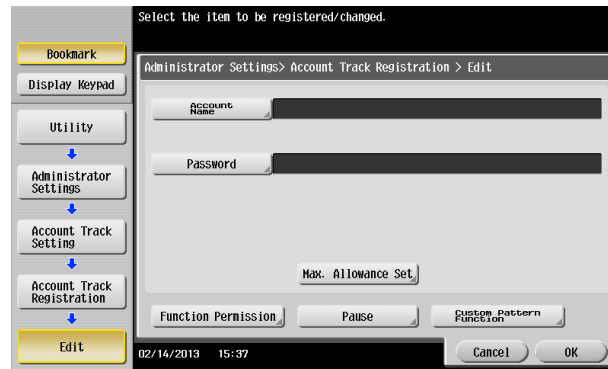 Select the item to be registered/changed.
Bookmark
Display Keypad
Utility
Administrator
Settings
Account Track
Setting
Account Track
Registration
Edit
Administrator Settings> Account Track Registration > Edit
Account
Name
Password
Max. Allowance Set
Function Permission
Pause
Custom Pattern
Function
02/14/2013 15:37
Cancel
OK